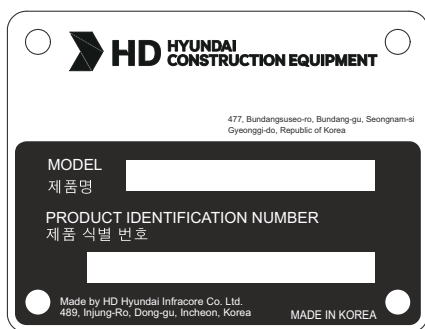 HD HYUNDAI
CONSTRUCTION EQUIPMENT
477, Bundangsuseo-ro, Bundang-gu, Seongnam-si
Gyeonggi-do, Republic of Korea
MODEL
제품명
PRODUCT IDENTIFICATION NUMBER
제품 식별 번호
Made by HD Hyundai Infracore Co. Ltd.
489, Injung-Ro, Dong-gu, Incheon, Korea
MADE IN KOREA